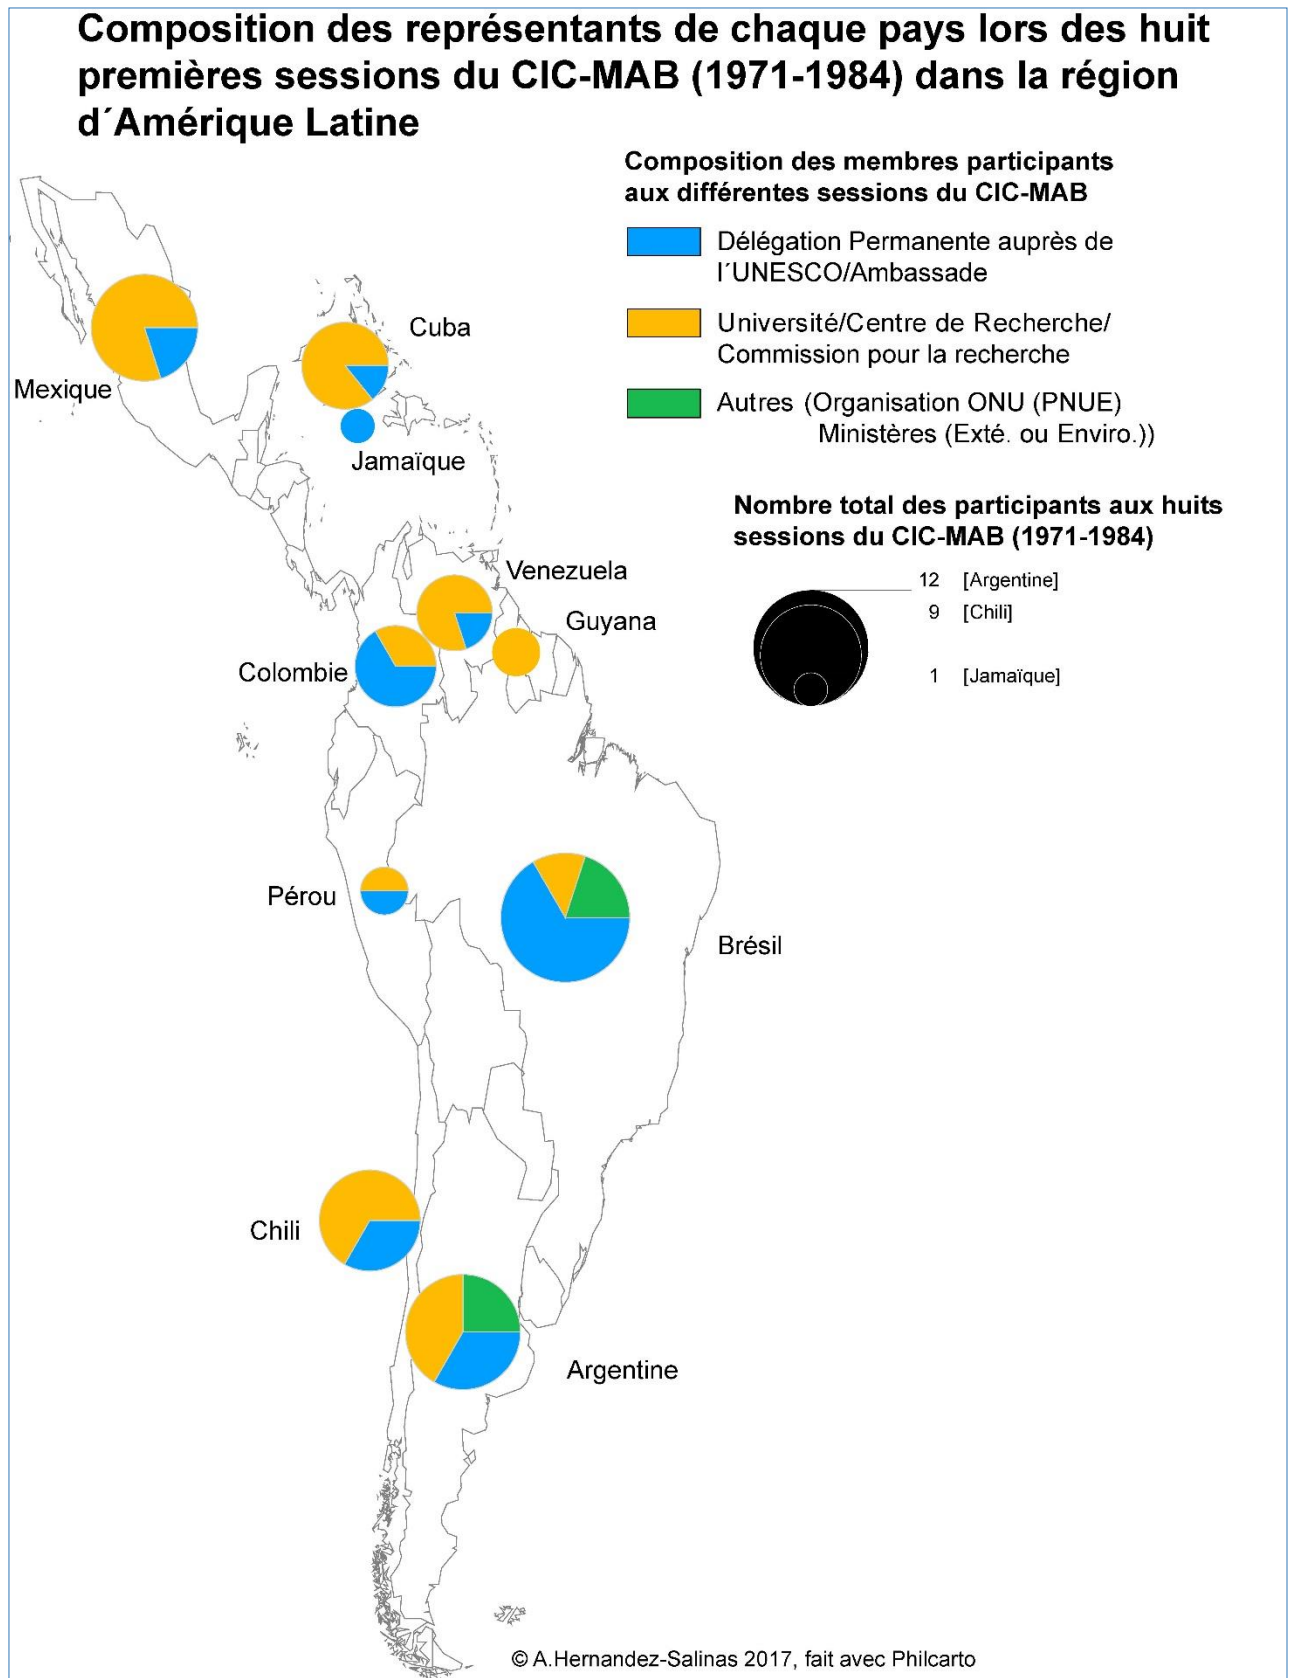 Composition des représentants de chaque pays lors des huit
premières sessions du CIC-MAB (1971-1984) dans la région
d´Amérique Latine
Composition des membres participants
aux différentes sessions du CIC-MAB
Délégation Permanente auprès de
l´UNESCO/Ambassade
Université/Centre de Recherche/
Commission pour la recherche
Autres (Organisation ONU (PNUE)
Ministères (Exté. ou Enviro.))
Nombre total des participants aux huits
sessions du CIC-MAB (1971-1984)
12 [Argentine]
9 [Chili]
1 [Jamaïque]
Mexique
Cuba
Jamaïque
Venezuela
Guyana
Colombie
Pérou
Brésil
Chili
Argentine
© A.Hernandez-Salinas 2017, fait avec Philcarto